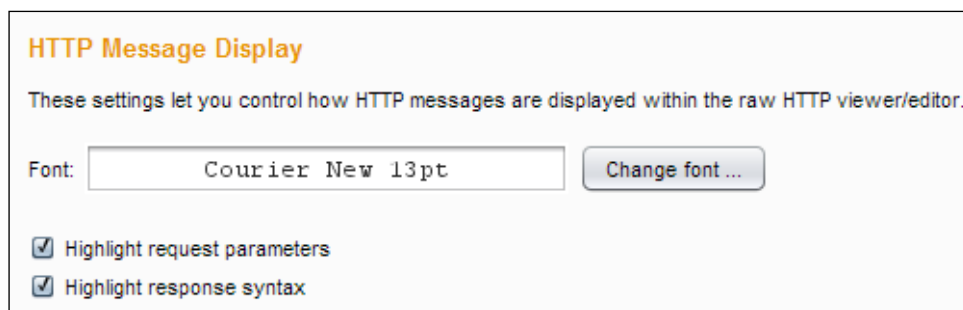 HTTP Message Display
These settings let you control how HTTP messages are displayed within the raw HTTP viewer/editor.
Font: Courier New 13pt Change font ...
Highlight request parameters
Highlight response syntax